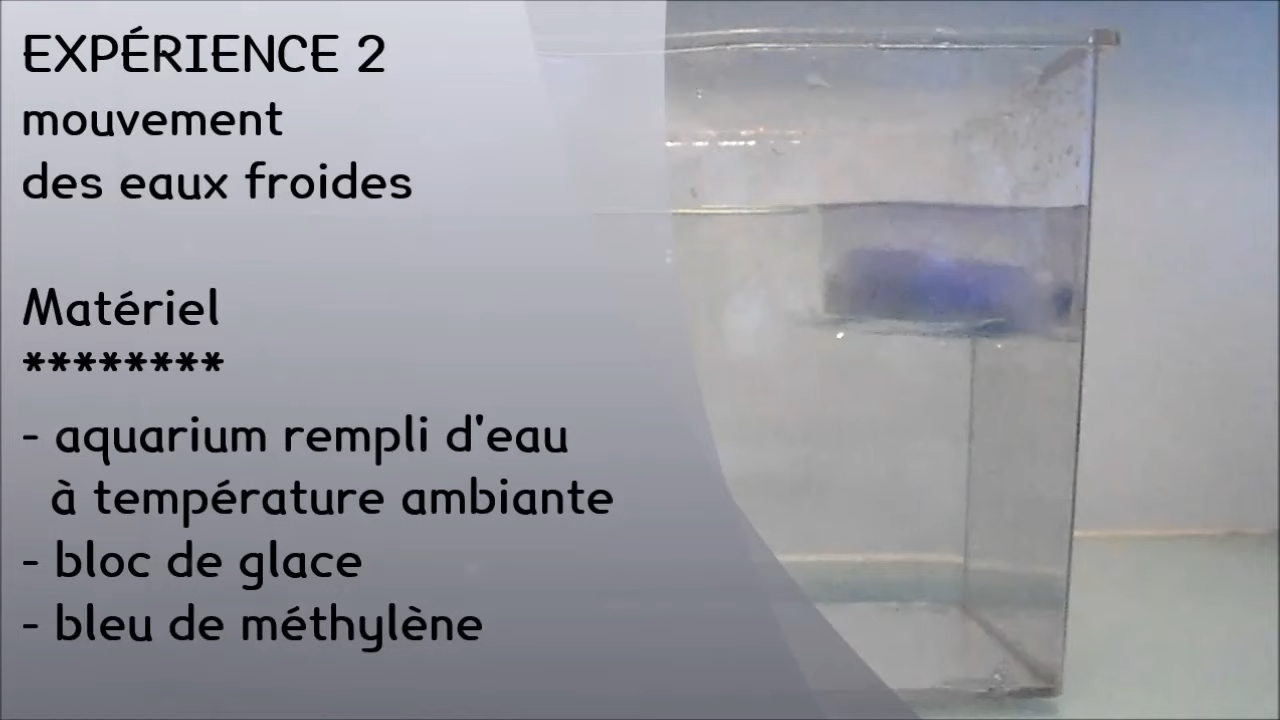 EXPÉRIENCE 2
mouvement
des eaux froides
Matériel
********
- aquarium rempli d'eau
à température ambiante
- bloc de glace
- bleu de méthylène